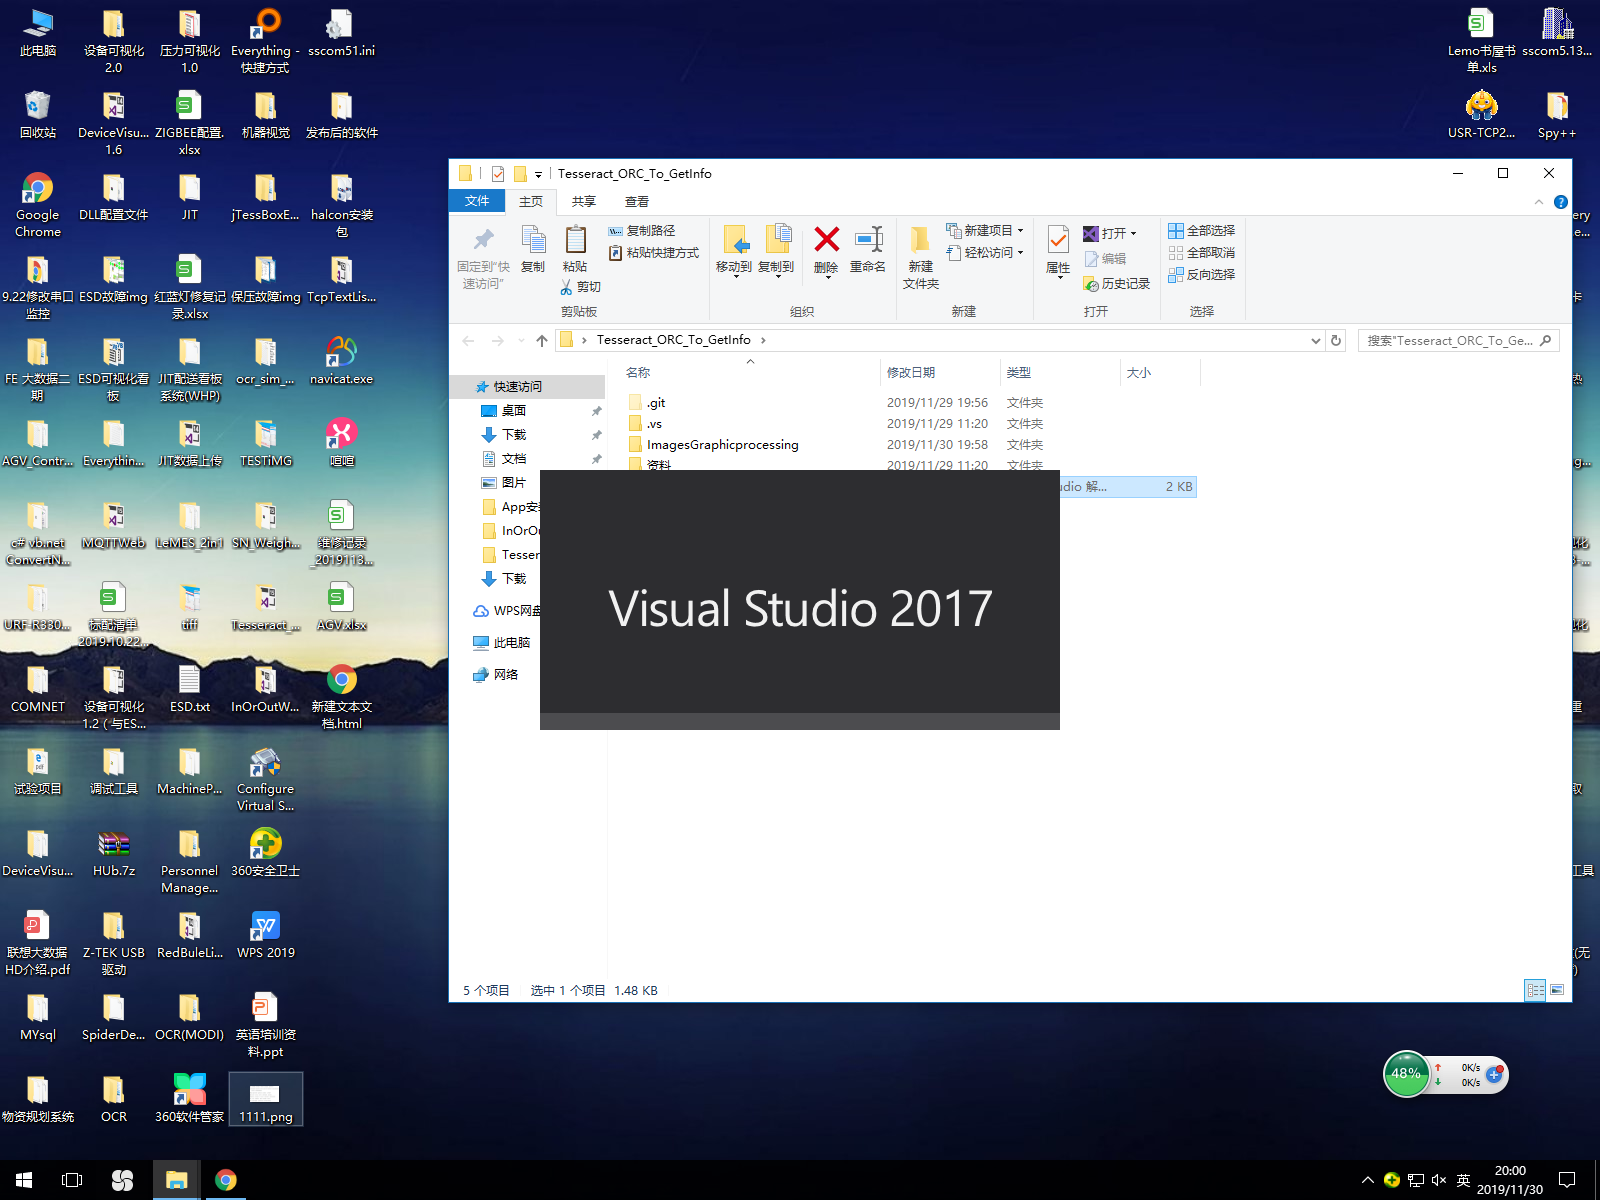 此电脑
设备可视化
2.0
压力可视化
1.0
Everything -
快捷方式
sscom51.ini
Lemo书屋书
单.xls
sscom5.13...
回收站
DeviceVisu...
1.6
ZIGBEE配置.
xlsx
机器视觉
发布后的软件
USR-TCP2...
Spy++
Google
Chrome
DLL配置文件
JIT
jTessBoxE...
halcon安装
包
9.22修改串口
监控
ESD故障img
红蓝灯修复记
录.xlsx
保压故障img
TcpTextLis...
FE 大数据二
期
ESD可视化看
板
JIT配送看板
系统(WHP)
ocr_sim_...
navicat.exe
AGV_Contr...
Everythin...
JIT数据上传
TESTiMG
喧喧
c# vb.net
ConvertN...
MQTTWeb
LeMES_2in1
SN_Weigh...
维修记录
_2019113...
URF-R330...
标配清单
2019.10.22...
tiff
Tesseract_...
AGV.xlsx
COMNET
设备可视化
1.2（与ES...
ESD.txt
InOrOutW...
新建文本文
档.html
试验项目
调试工具
MachineP...
Configure
Virtual S...
DeviceVisu...
HUb.7z
Personnel
Manage...
360安全卫士
联想大数据
HD介绍.pdf
Z-TEK USB
驱动
RedBuleLi...
WPS 2019
MYsql
SpiderDe...
OCR(MODI)
英语培训资
料.ppt
物资规划系统
OCR
360软件管家
1111.png
Tesseract_ORC_To_GetInfo
文件
主页
共享
查看
固定到"快
速访问"
复制
粘贴
复制路径
粘贴快捷方式
剪切
剪贴板
移动到
复制到
删除
重命名
组织
新建
文件夹
新建项目
轻松访问
新建
属性
打开
编辑
历史记录
打开
全部选择
全部取消
反向选择
选择
Tesseract_ORC_To_GetInfo
搜索"Tesseract_ORC_To_Ge...
名称
修改日期
类型
大小
.git
2019/11/29 19:56
文件夹
.vs
2019/11/29 11:20
文件夹
ImagesGraphicprocessing
2019/11/30 19:58
文件夹
资料
2019/11/29 11:20
文件夹
udio 解...
2 KB
快速访问
桌面
下载
文档
图片
App安
InOrOu
Tesser
下载
WPS网盘
此电脑
网络
Visual Studio 2017
5 个项目
选中 1 个项目
1.48 KB
ery
e...
卡
热
g...
重
取
工具
(无
)
48%
0K/s
0K/s
英
20:00
2019/11/30